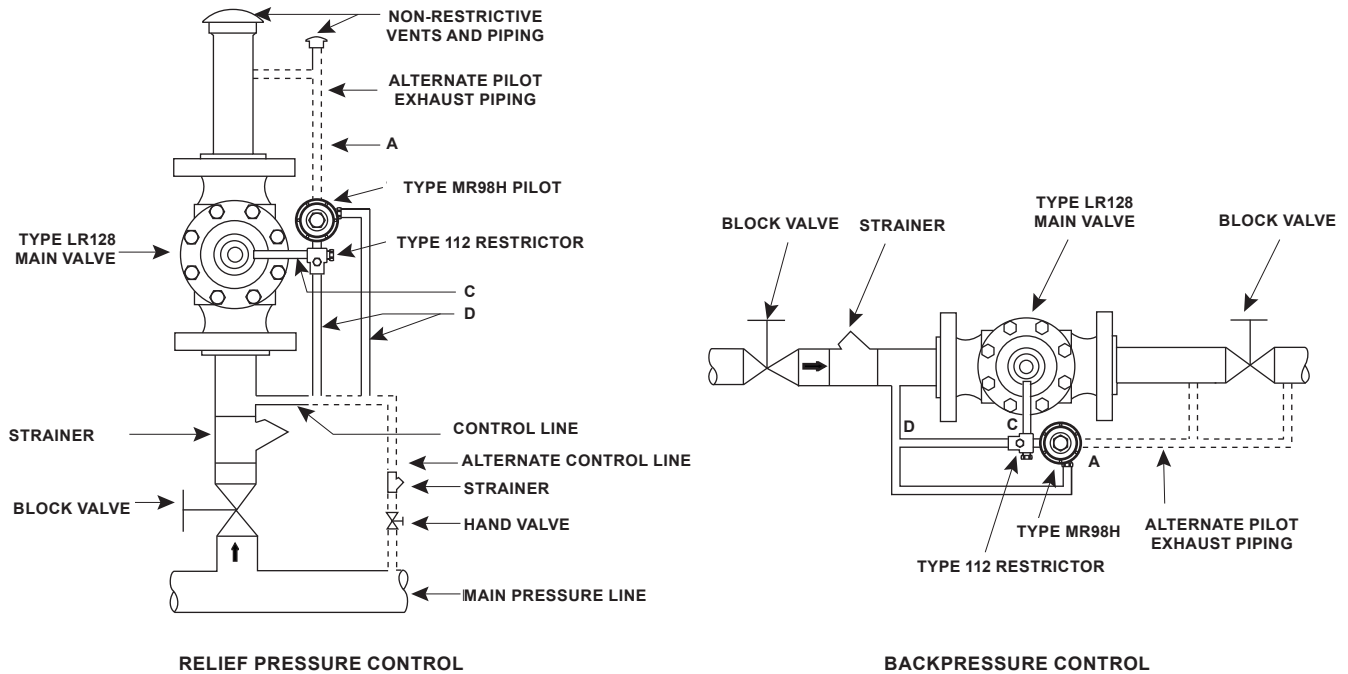 NON-RESTRICTIVE
VENTS AND PIPING
ALTERNATE PILOT
EXHAUST PIPING
A
TYPE MR98H PILOT
TYPE LR128
MAIN VALVE
TYPE 112 RESTRICTOR
C
D
STRAINER
CONTROL LINE
ALTERNATE CONTROL LINE
STRAINER
BLOCK VALVE
HAND VALVE
MAIN PRESSURE LINE
RELIEF PRESSURE CONTROL
BLOCK VALVE
STRAINER
TYPE LR128
MAIN VALVE
BLOCK VALVE
D
C
A
TYPE MR98H
TYPE 112 RESTRICTOR
ALTERNATE PILOT
EXHAUST PIPING
BACKPRESSURE CONTROL